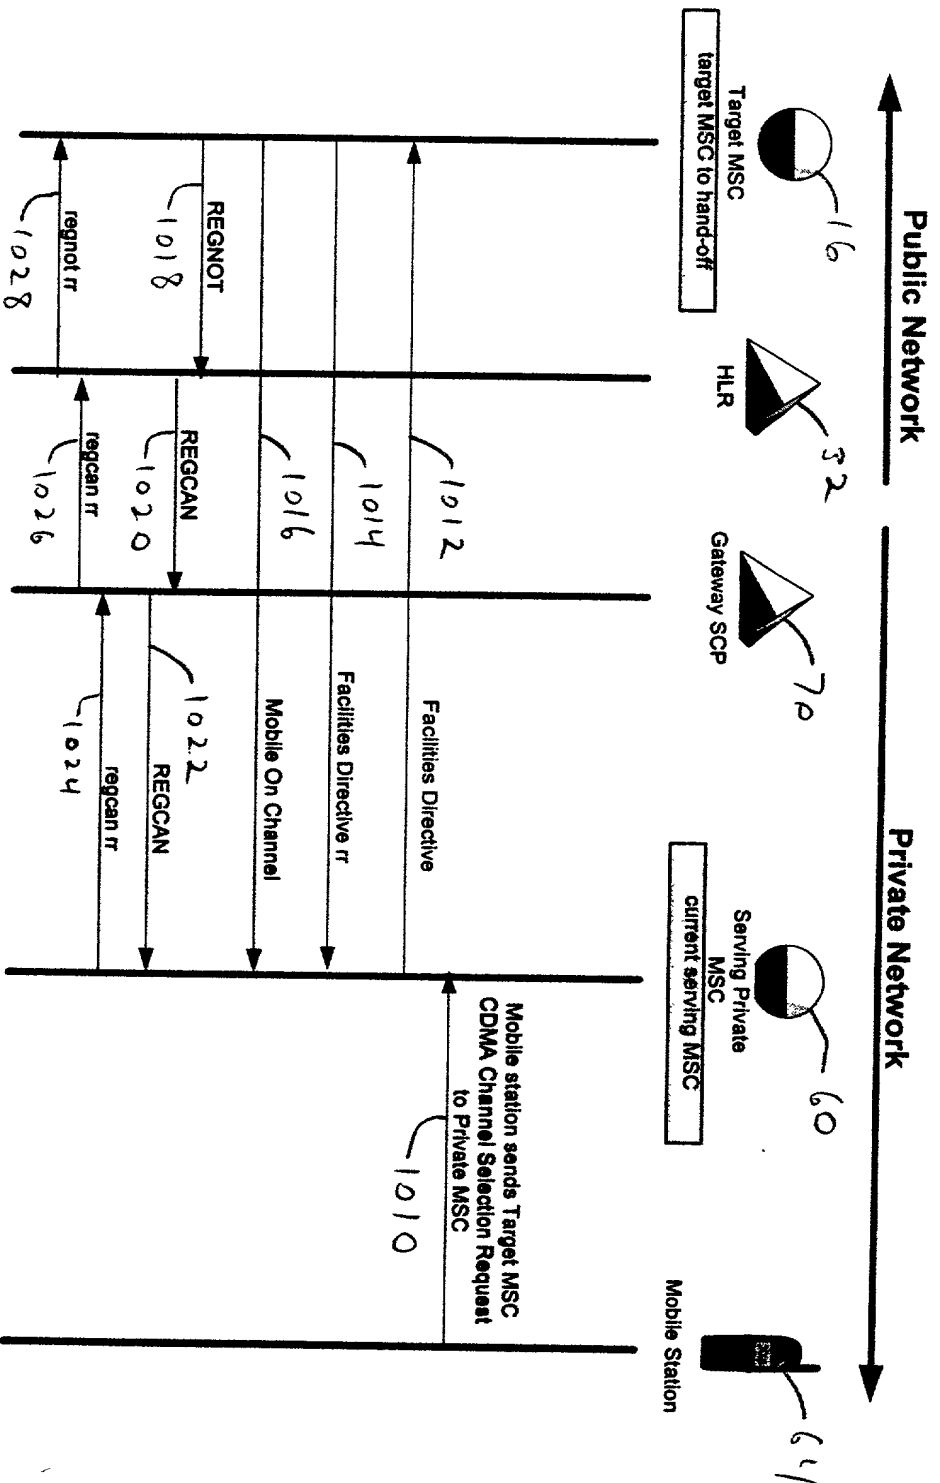 Public Network
Private Network
16
32
70
60
64
Target MSC
HLR
Gateway SCP
Serving Private
MSC
Mobile Station
target MSC to hand-off
current serving MSC
Mobile station sends Target MSC
CDMA Channel Selection Request
to Private MSC
1010
1012
Facilities Directive
1014
Facilities Directive rr
1016
Mobile On Channel
REGNOT
1018
REGCAN
1020
1022
REGCAN
regcan rr
1024
regcan rr
1026
regnot rr
1028